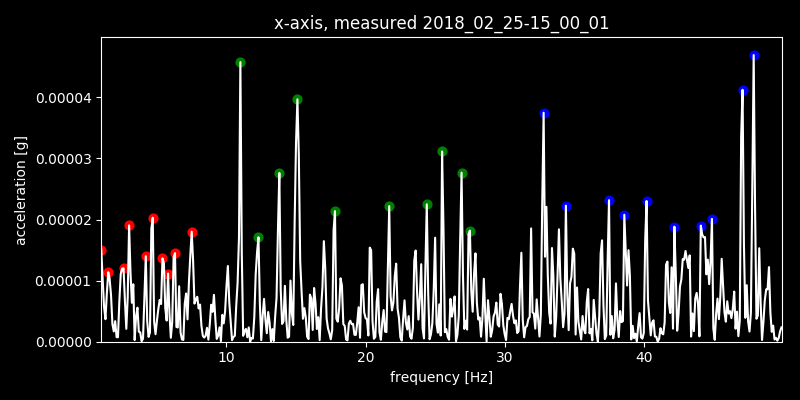 x-axis, measured 2018_02_25-15_00_01
acceleration [g]
0.00004
0.00003
0.00002
0.00001
0.00000
10 20 30 40
frequency [Hz]